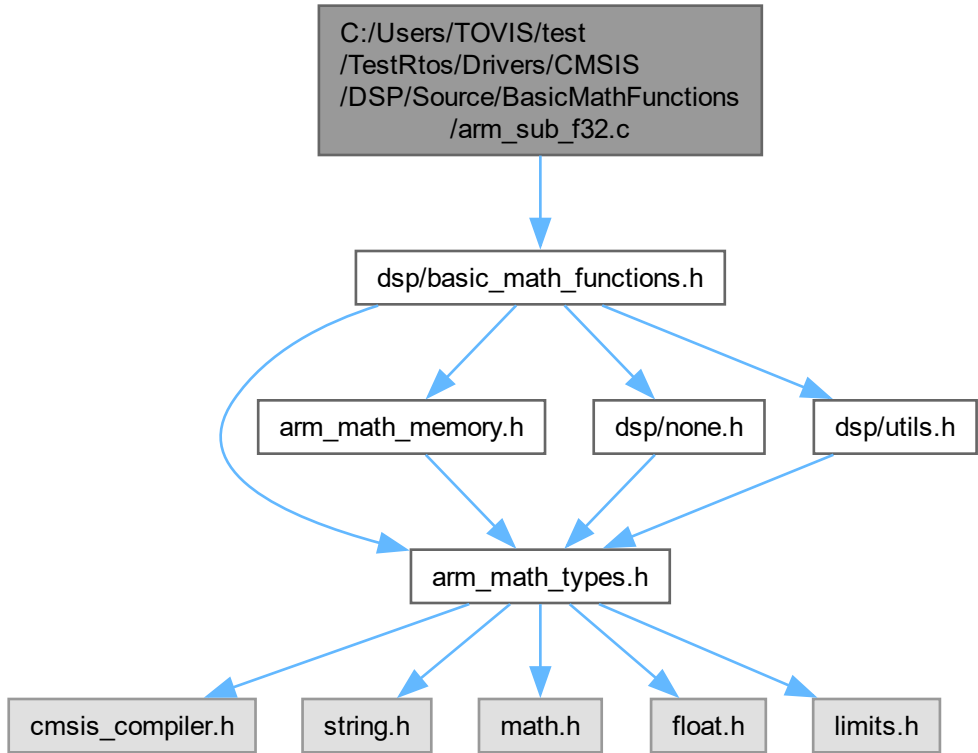 C:/Users/TOVIS/test
/TestRtos/Drivers/CMSIS
/DSP/Source/BasicMathFunctions
/arm_sub_f32.c
dsp/basic_math_functions.h
arm_math_memory.h
dsp/none.h
dsp/utils.h
arm_math_types.h
cmsis_compiler.h
string.h
math.h
float.h
limits.h